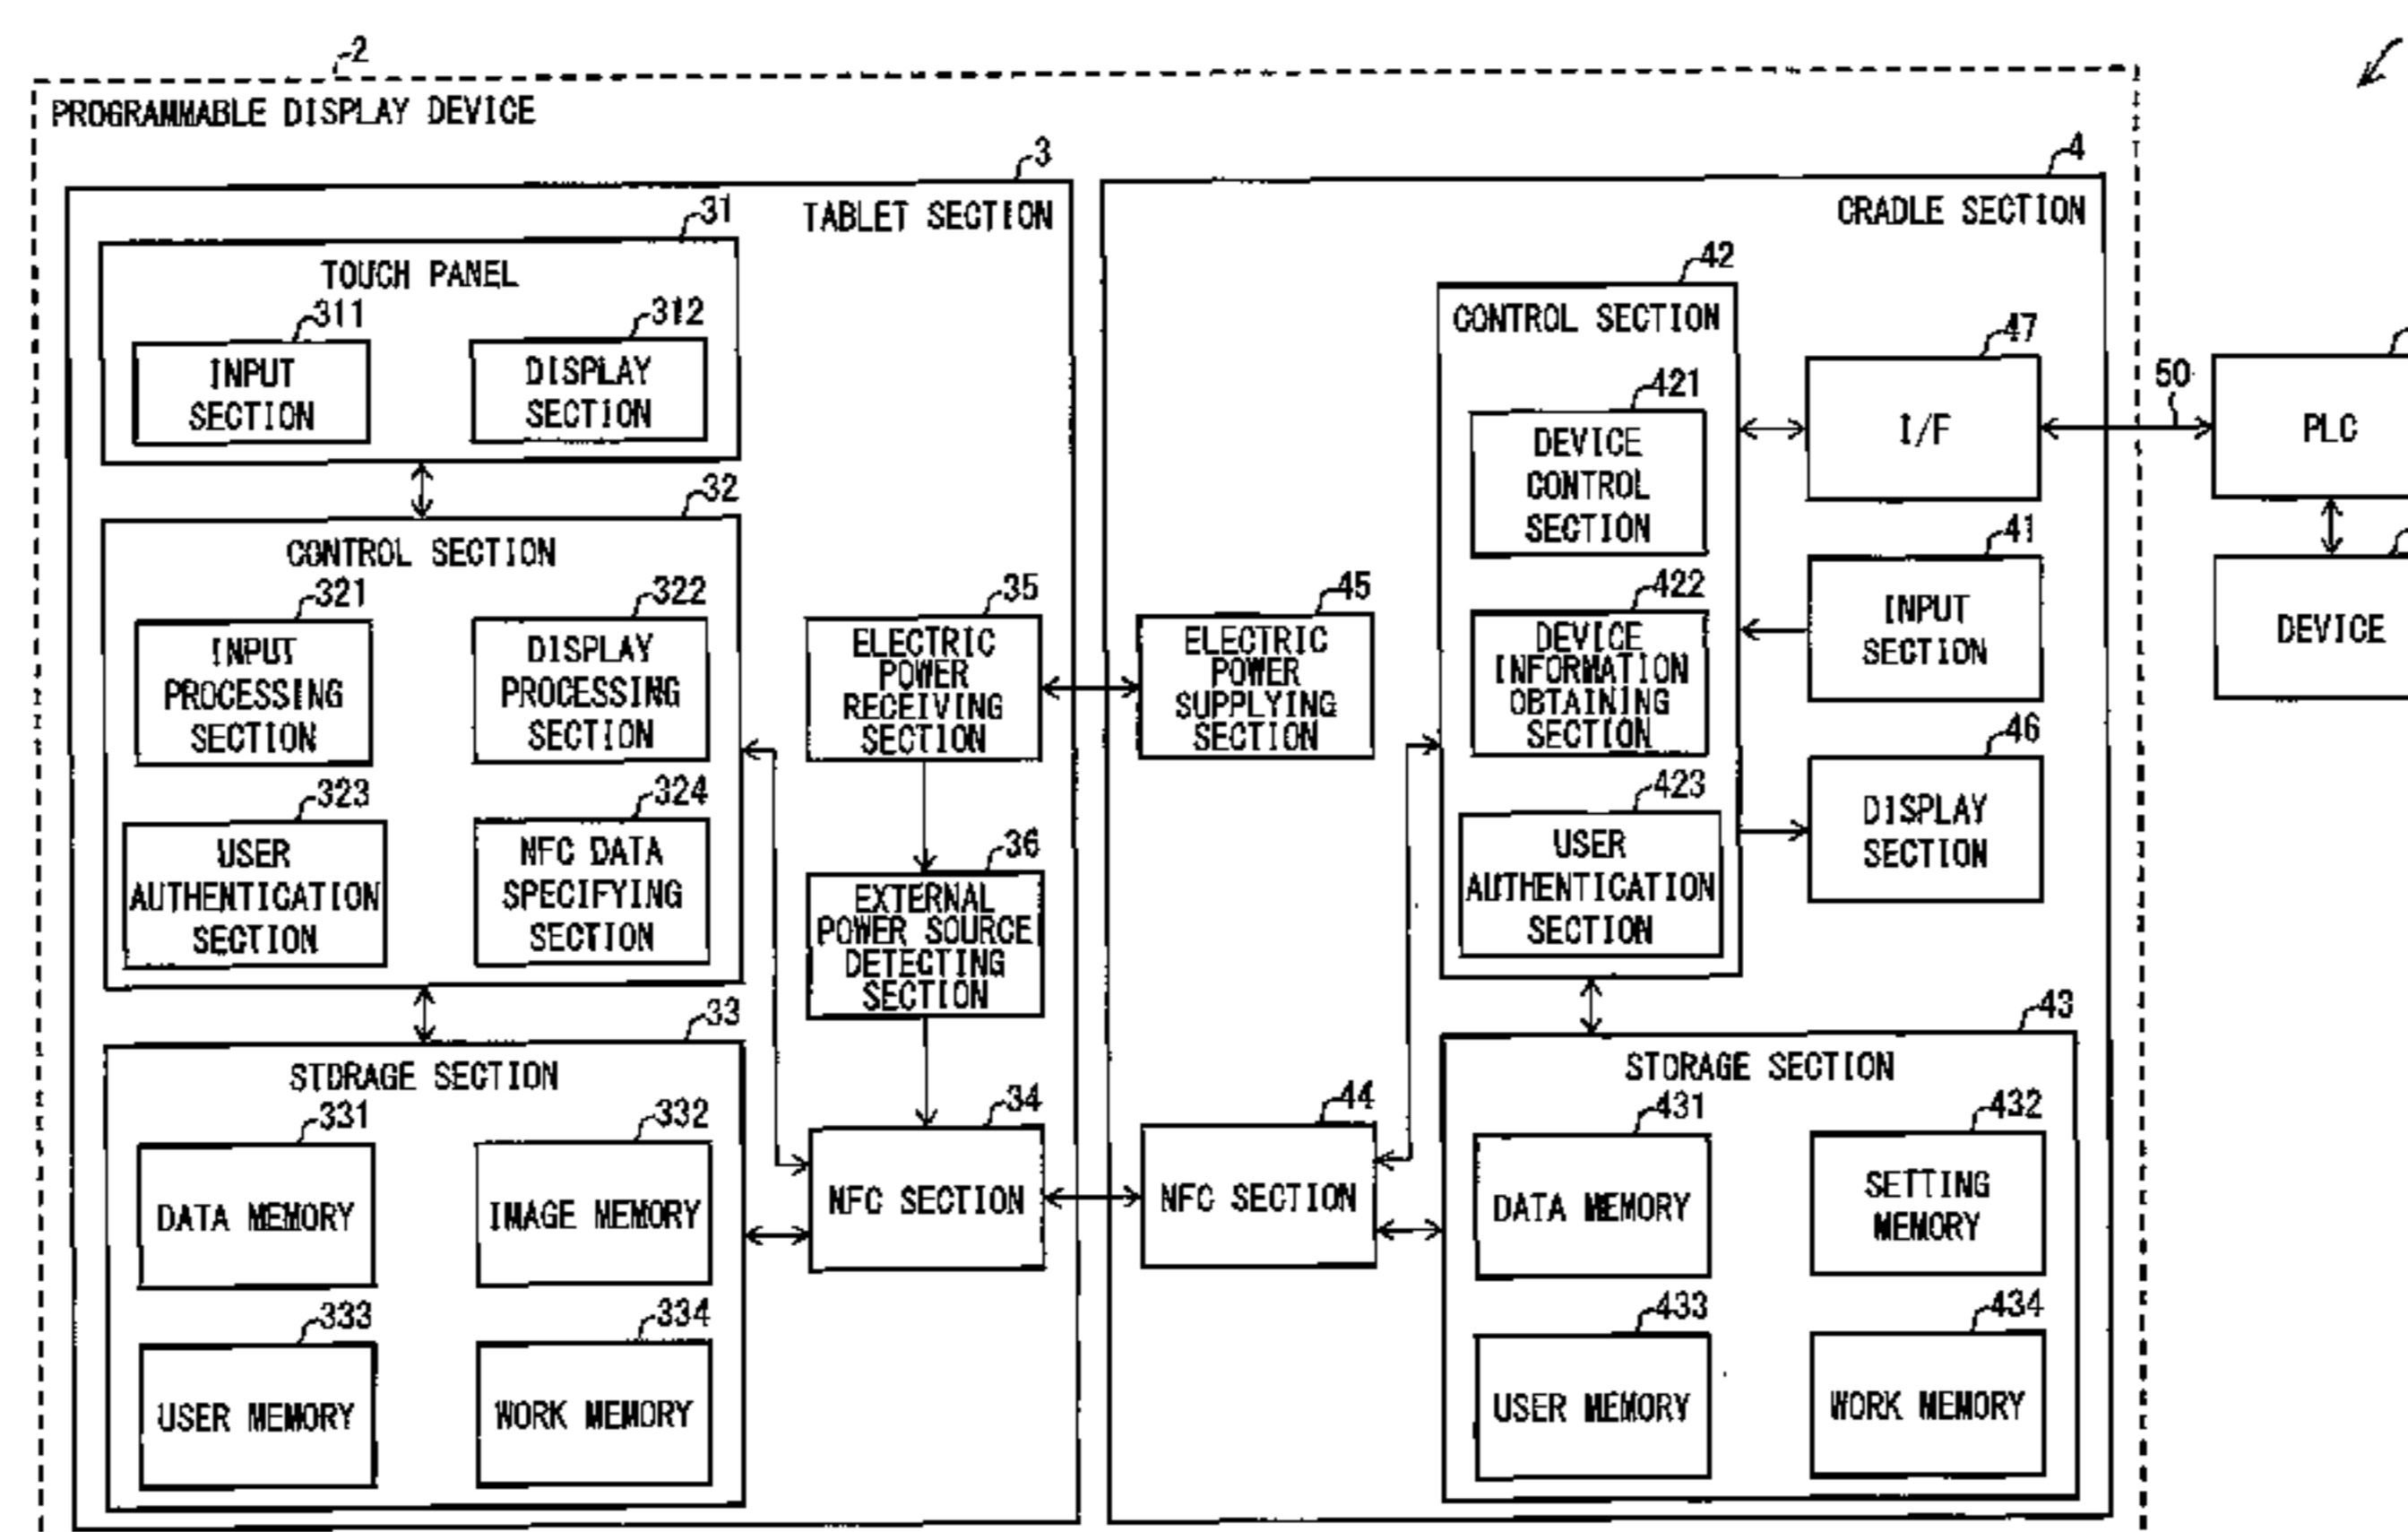 2
PROGRAMMABLE DISPLAY DEVICE
3
TABLET SECTION
31
TOUCH PANEL
311
INPUT
SECTION
312
DISPLAY
SECTION
32
CONTROL SECTION
321
INPUT
PROCESSING
SECTION
322
DISPLAY
PROCESSING
SECTION
323
USER
AUTHENTICATION
SECTION
324
NFC DATA
SPECIFYING
SECTION
33
STORAGE SECTION
331
DATA MEMORY
332
IMAGE MEMORY
333
USER MEMORY
334
WORK MEMORY
35
ELECTRIC
POWER
RECEIVING
SECTION
36
EXTERNAL
POWER SOURCE
DETECTING
SECTION
34
NFC SECTION
4
CRADLE SECTION
45
ELECTRIC
POWER
SUPPLYING
SECTION
44
NFC SECTION
42
CONTROL SECTION
421
DEVICE
CONTROL
SECTION
422
DEVICE
INFORMATION
OBTAINING
SECTION
423
USER
AUTHENTICATION
SECTION
47
I/F
41
INPUT
SECTION
46
DISPLAY
SECTION
43
STORAGE SECTION
431
DATA MEMORY
432
SETTING
MEMORY
433
USER MEMORY
434
WORK MEMORY
50
PLC
DEVICE